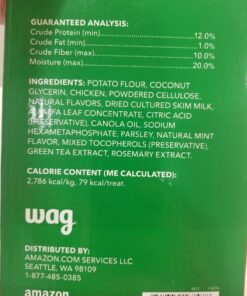 GUARANTEED ANALYSIS:
Crude Protein (min)....................12.0%
Crude Fat (min)..........................1.0%
Crude Fiber (max)......................10.0%
Moisture (max)..........................20.0%
INGREDIENTS: POTATO FLOUR, COCONUT
GLYCERIN, CHICKEN, POWDERED CELLULOSE,
NATURAL FLAVORS, DRIED CULTURED SKIM MILK,
ALFALFA LEAF CONCENTRATE, CITRIC ACID
(PRESERVATIVE), CANOLA OIL, SODIUM
HEXAMETAPHOSPHATE, PARSLEY, NATURAL MINT
FLAVOR, MIXED TOCOPHEROLS (PRESERVATIVE),
GREEN TEA EXTRACT, ROSEMARY EXTRACT.
CALORIE CONTENT (ME CALCULATED):
2,786 kcal/kg, 79 kcal/treat.
wag
DISTRIBUTED BY:
AMAZON.COM SERVICES LLC
SEATTLE, WA 98109
1-877-485-0385
amazon